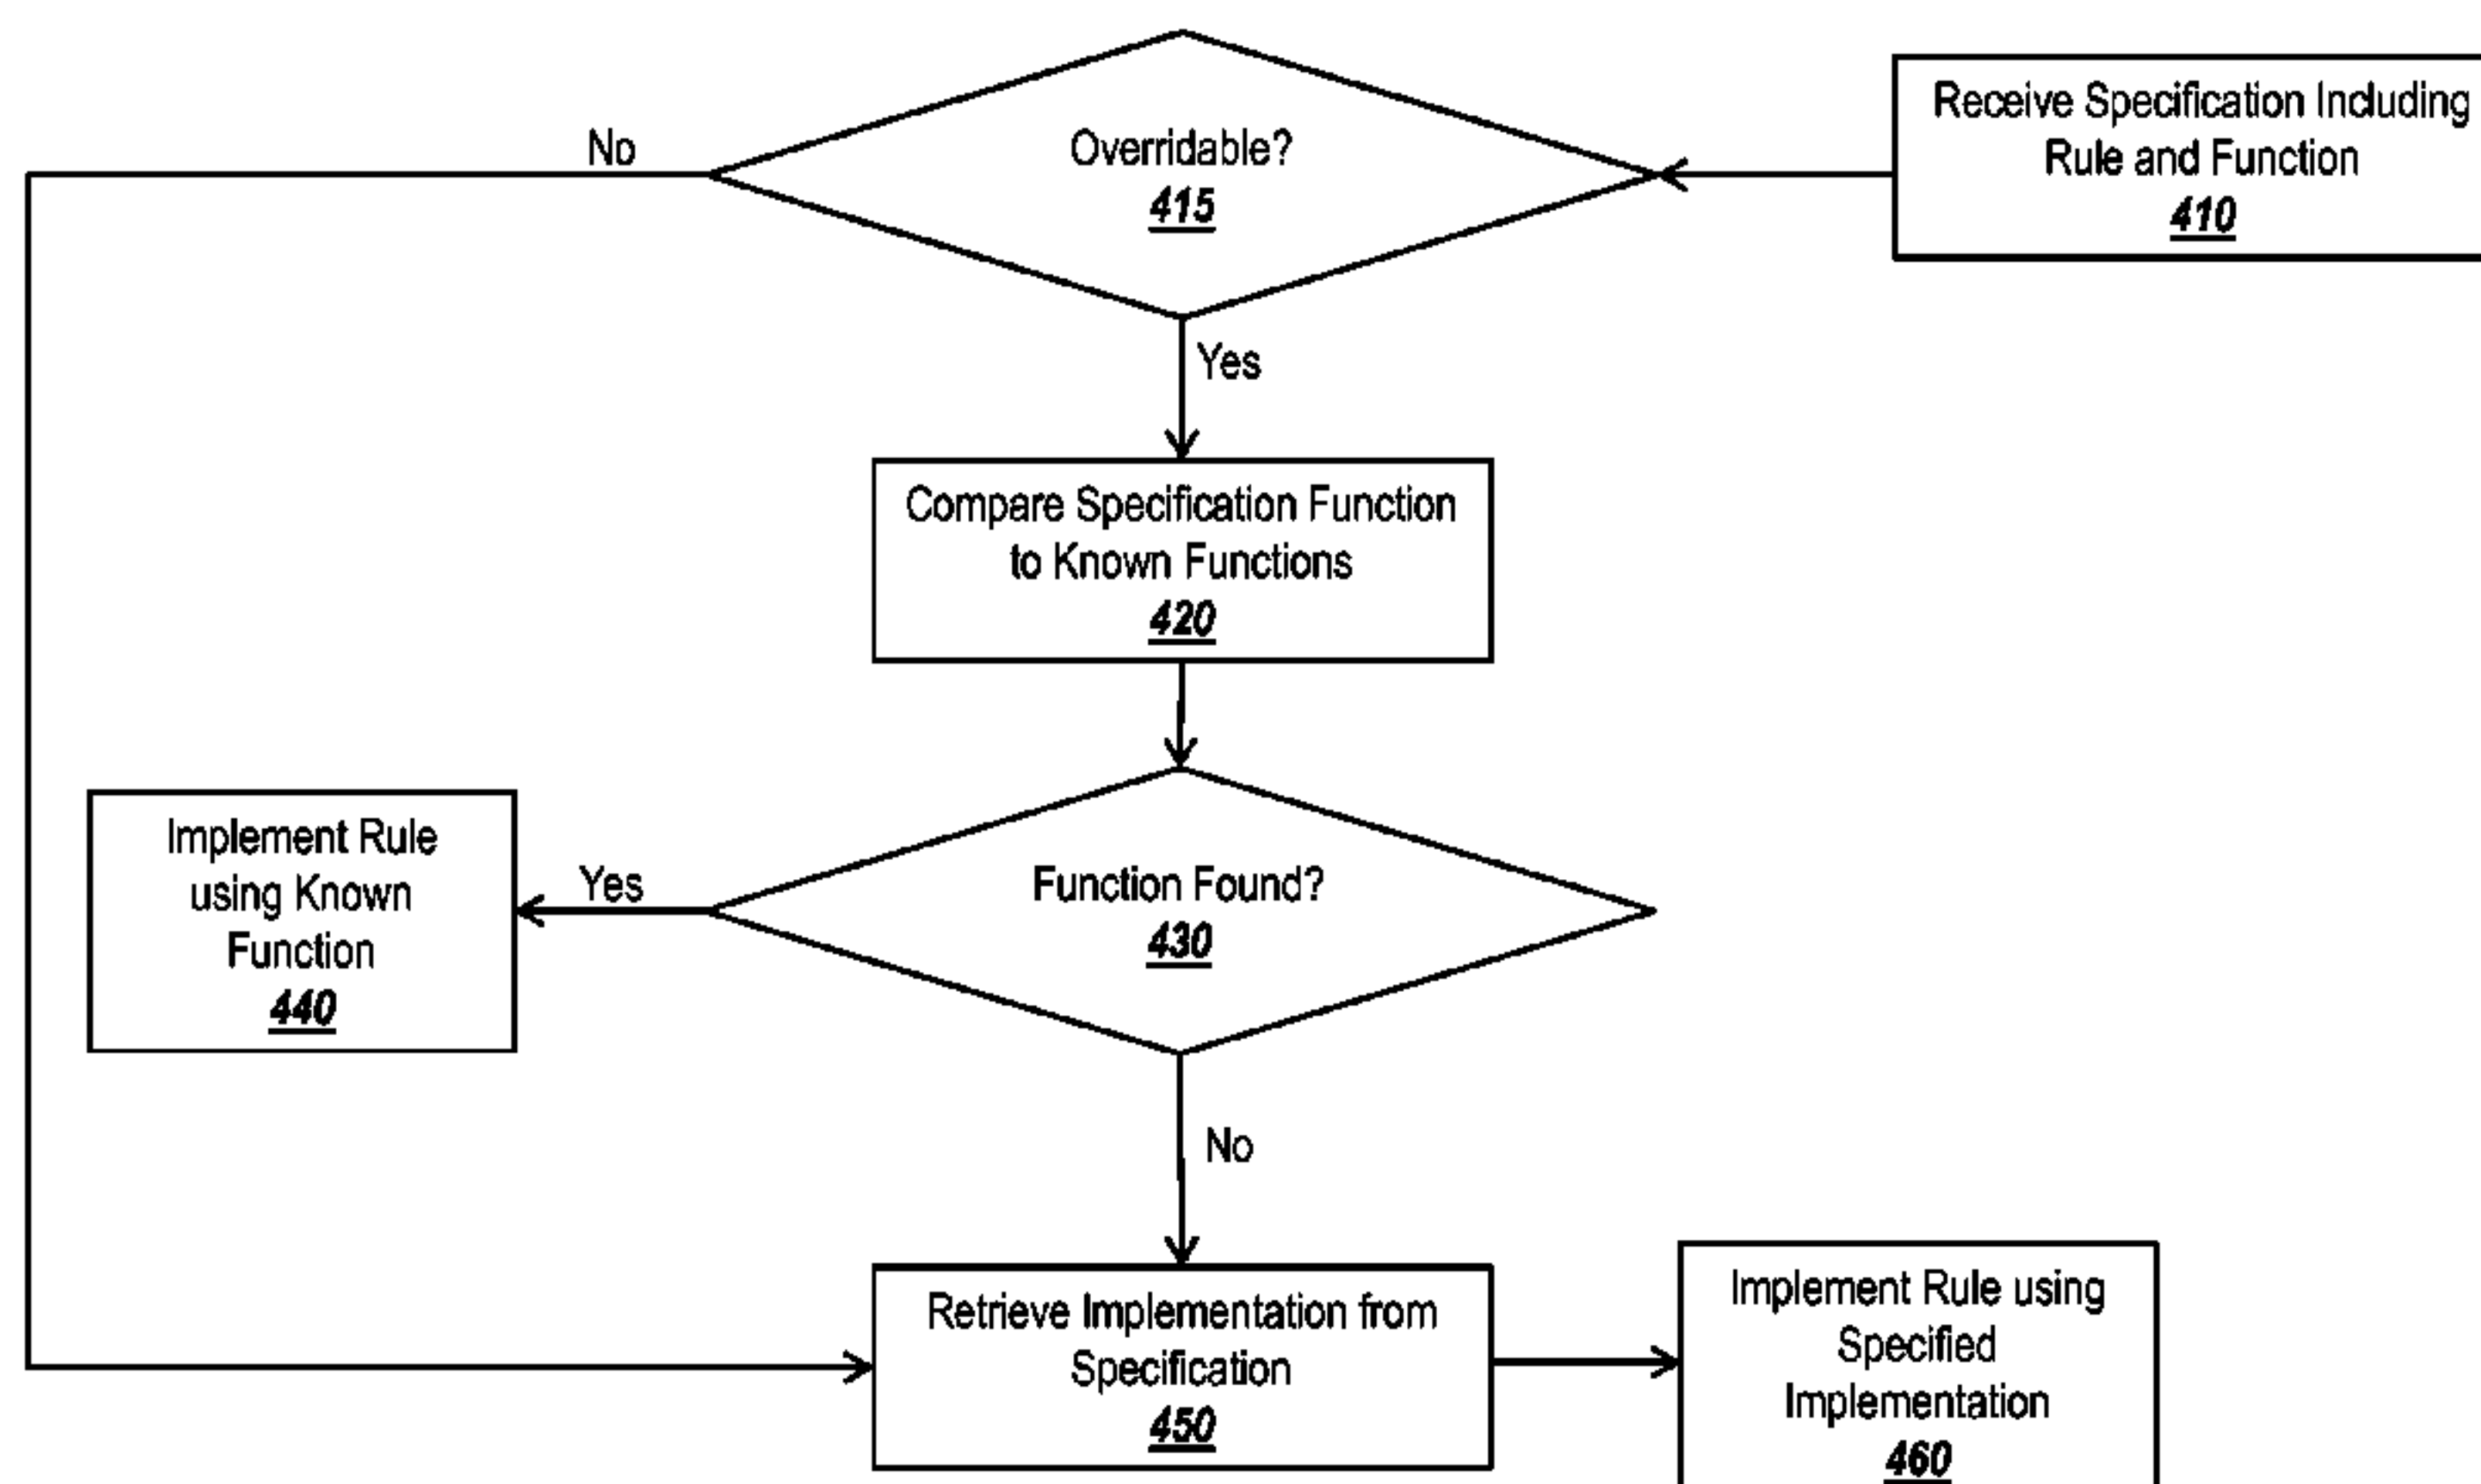 Receive Specification Including
Rule and Function
410
Overridable?
415
No
Yes
Compare Specification Function
to Known Functions
420
Function Found?
430
Yes
Implement Rule
using Known
Function
440
No
Retrieve Implementation from
Specification
450
Implement Rule using
Specified
Implementation
460